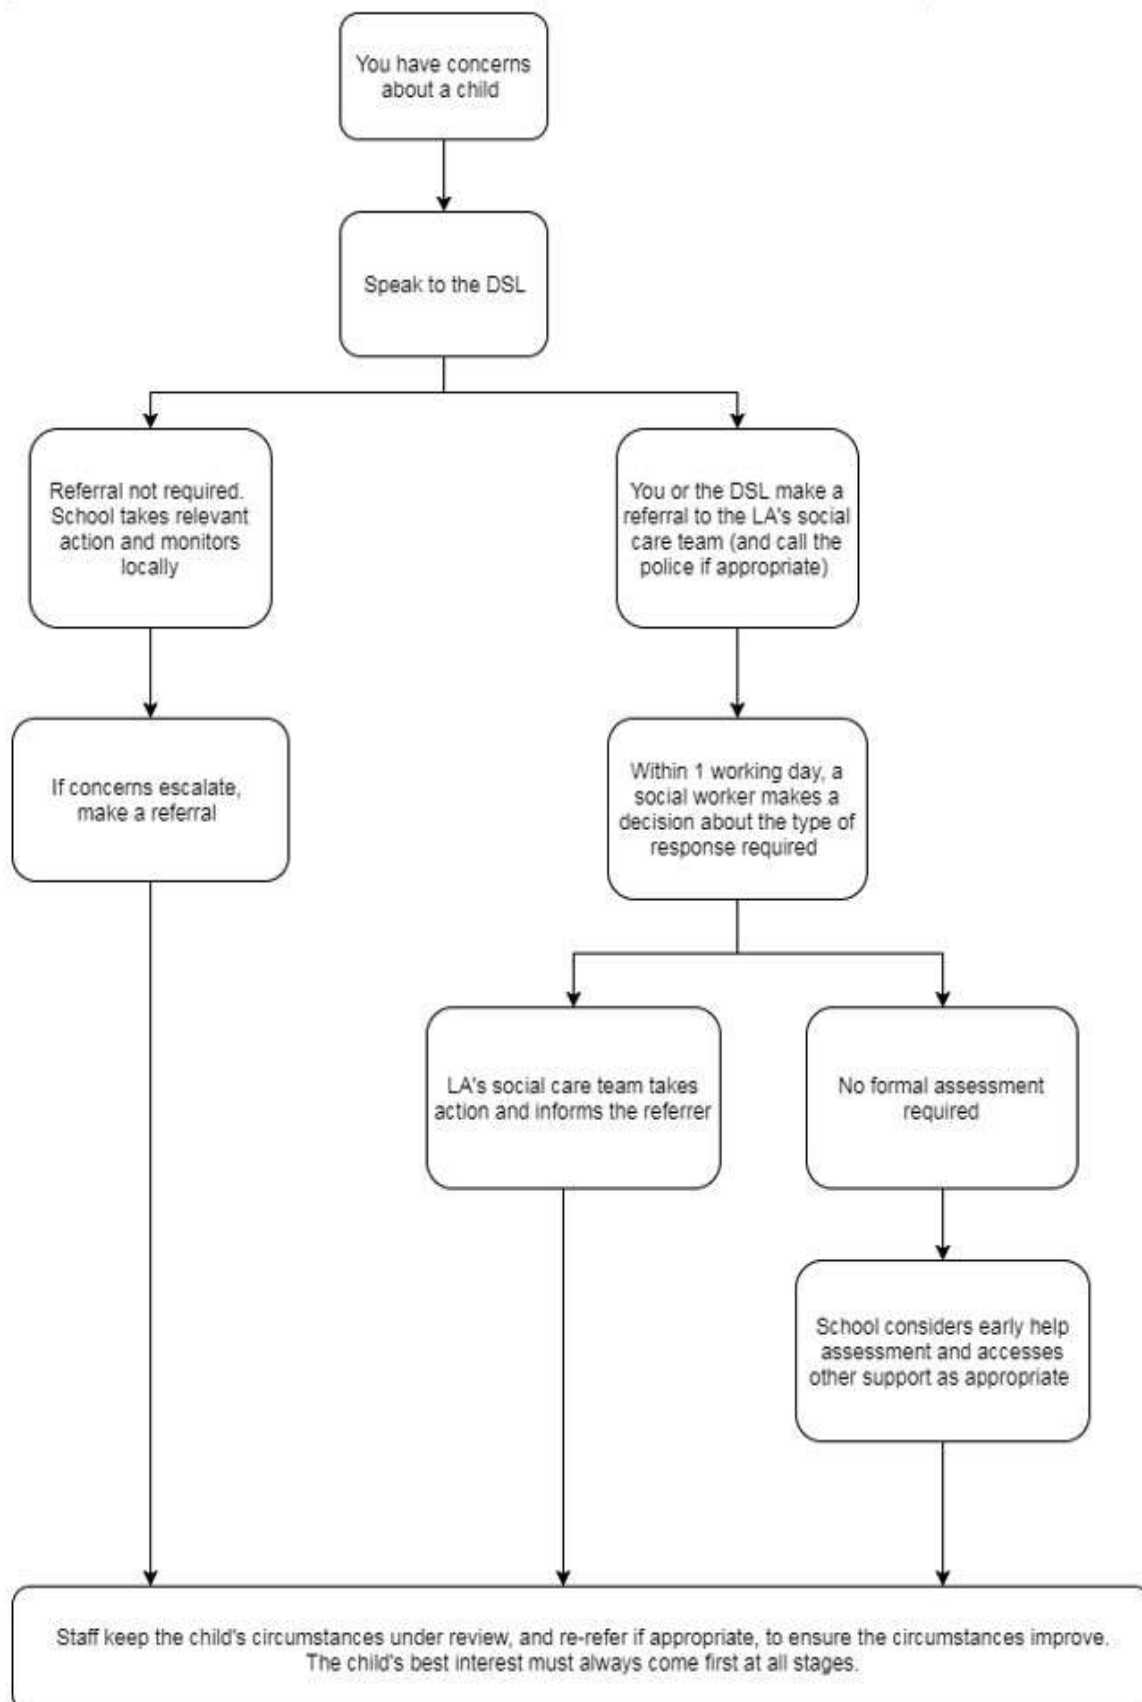 You have concerns
about a child
Speak to the DSL
Referral not required.
School takes relevant
action and monitors
locally
You or the DSL make a
referral to the LA's social
care team (and call the
police if appropriate)
If concerns escalate,
make a referral
Within 1 working day, a
social worker makes a
decision about the type of
response required
LA's social care team takes
action and informs the referrer
No formal assessment
required
School considers early help
assessment and accesses
other support as appropriate
Staff keep the child's circumstances under review, and re-refer if appropriate, to ensure the circumstances improve.
The child's best interest must always come first at all stages.